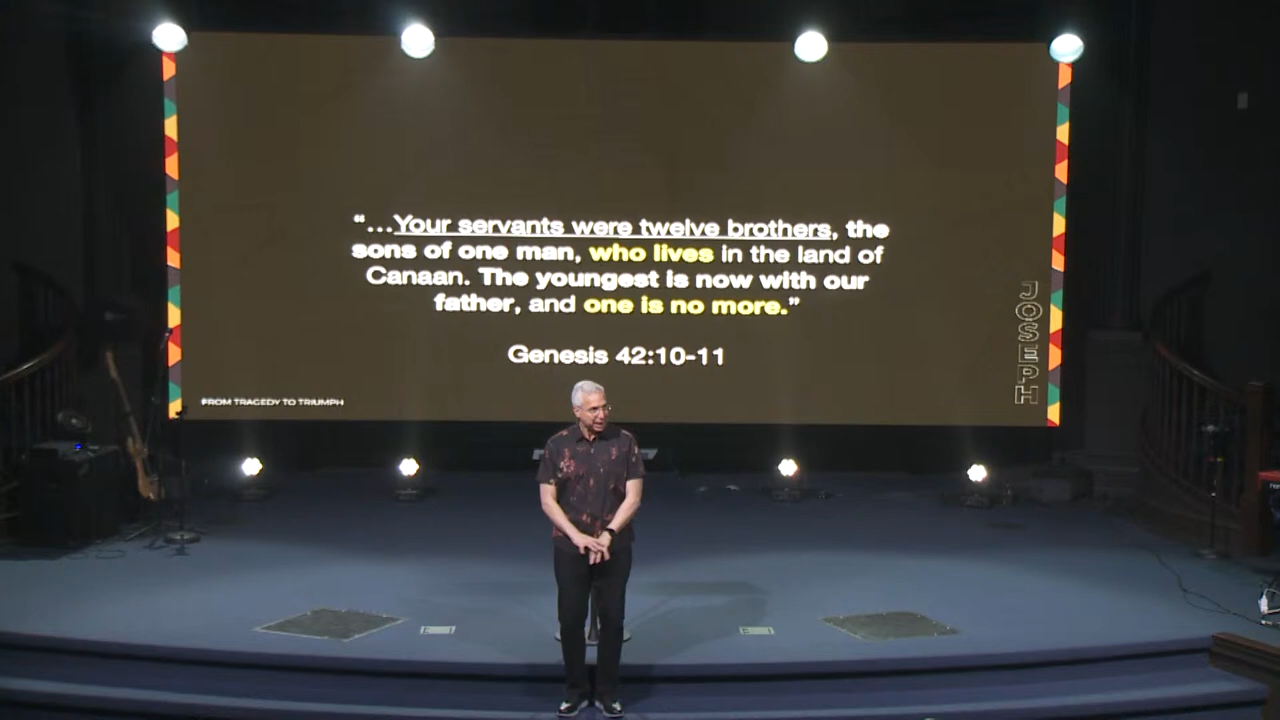 “…Your servants were twelve brothers, the
sons of one man, who lives in the land of
Canaan. The youngest is now with our
father, and one is no more.”
Genesis 42:10-11
JOSEPH
FROM TRAGEDY TO TRIUMPH